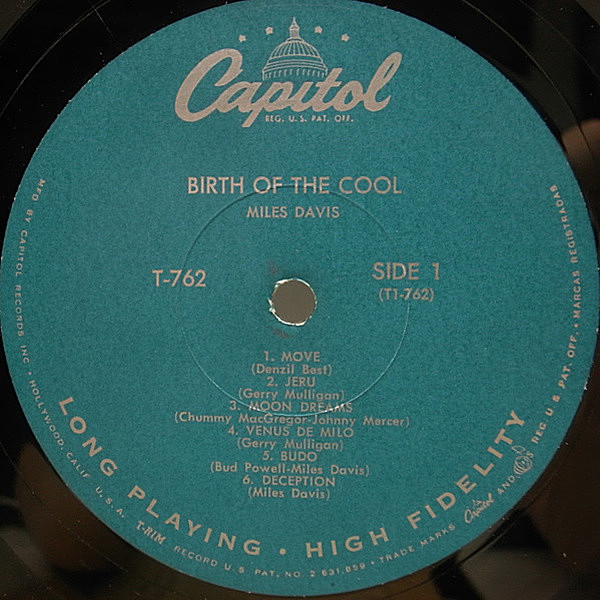 Capitol
REG. U. S. PAT. OFF.
BIRTH OF THE COOL
MILES DAVIS
T-762
SIDE 1
(T1-762)
1. MOVE
(Denzil Best)
2. JERU
(Gerry Mulligan)
3. MOON DREAMS
(Chummy MacGregor-Johnny Mercer)
4. VENUS DE MILO
(Gerry Mulligan)
5. BUDO
(Bud Powell-Miles Davis)
6. DECEPTION
(Miles Davis)
LONG PLAYING • HIGH FIDELITY
MFG. BY CAPITOL RECORDS INC. • HOLLYWOOD, CALIF. U. S. A. T-RIM RECORD U. S. PAT. NO. 2 631,859 • TRADE MARKS Capitol AND REG. U. S. PAT. OFF. • MARCAS REGISTRADAS